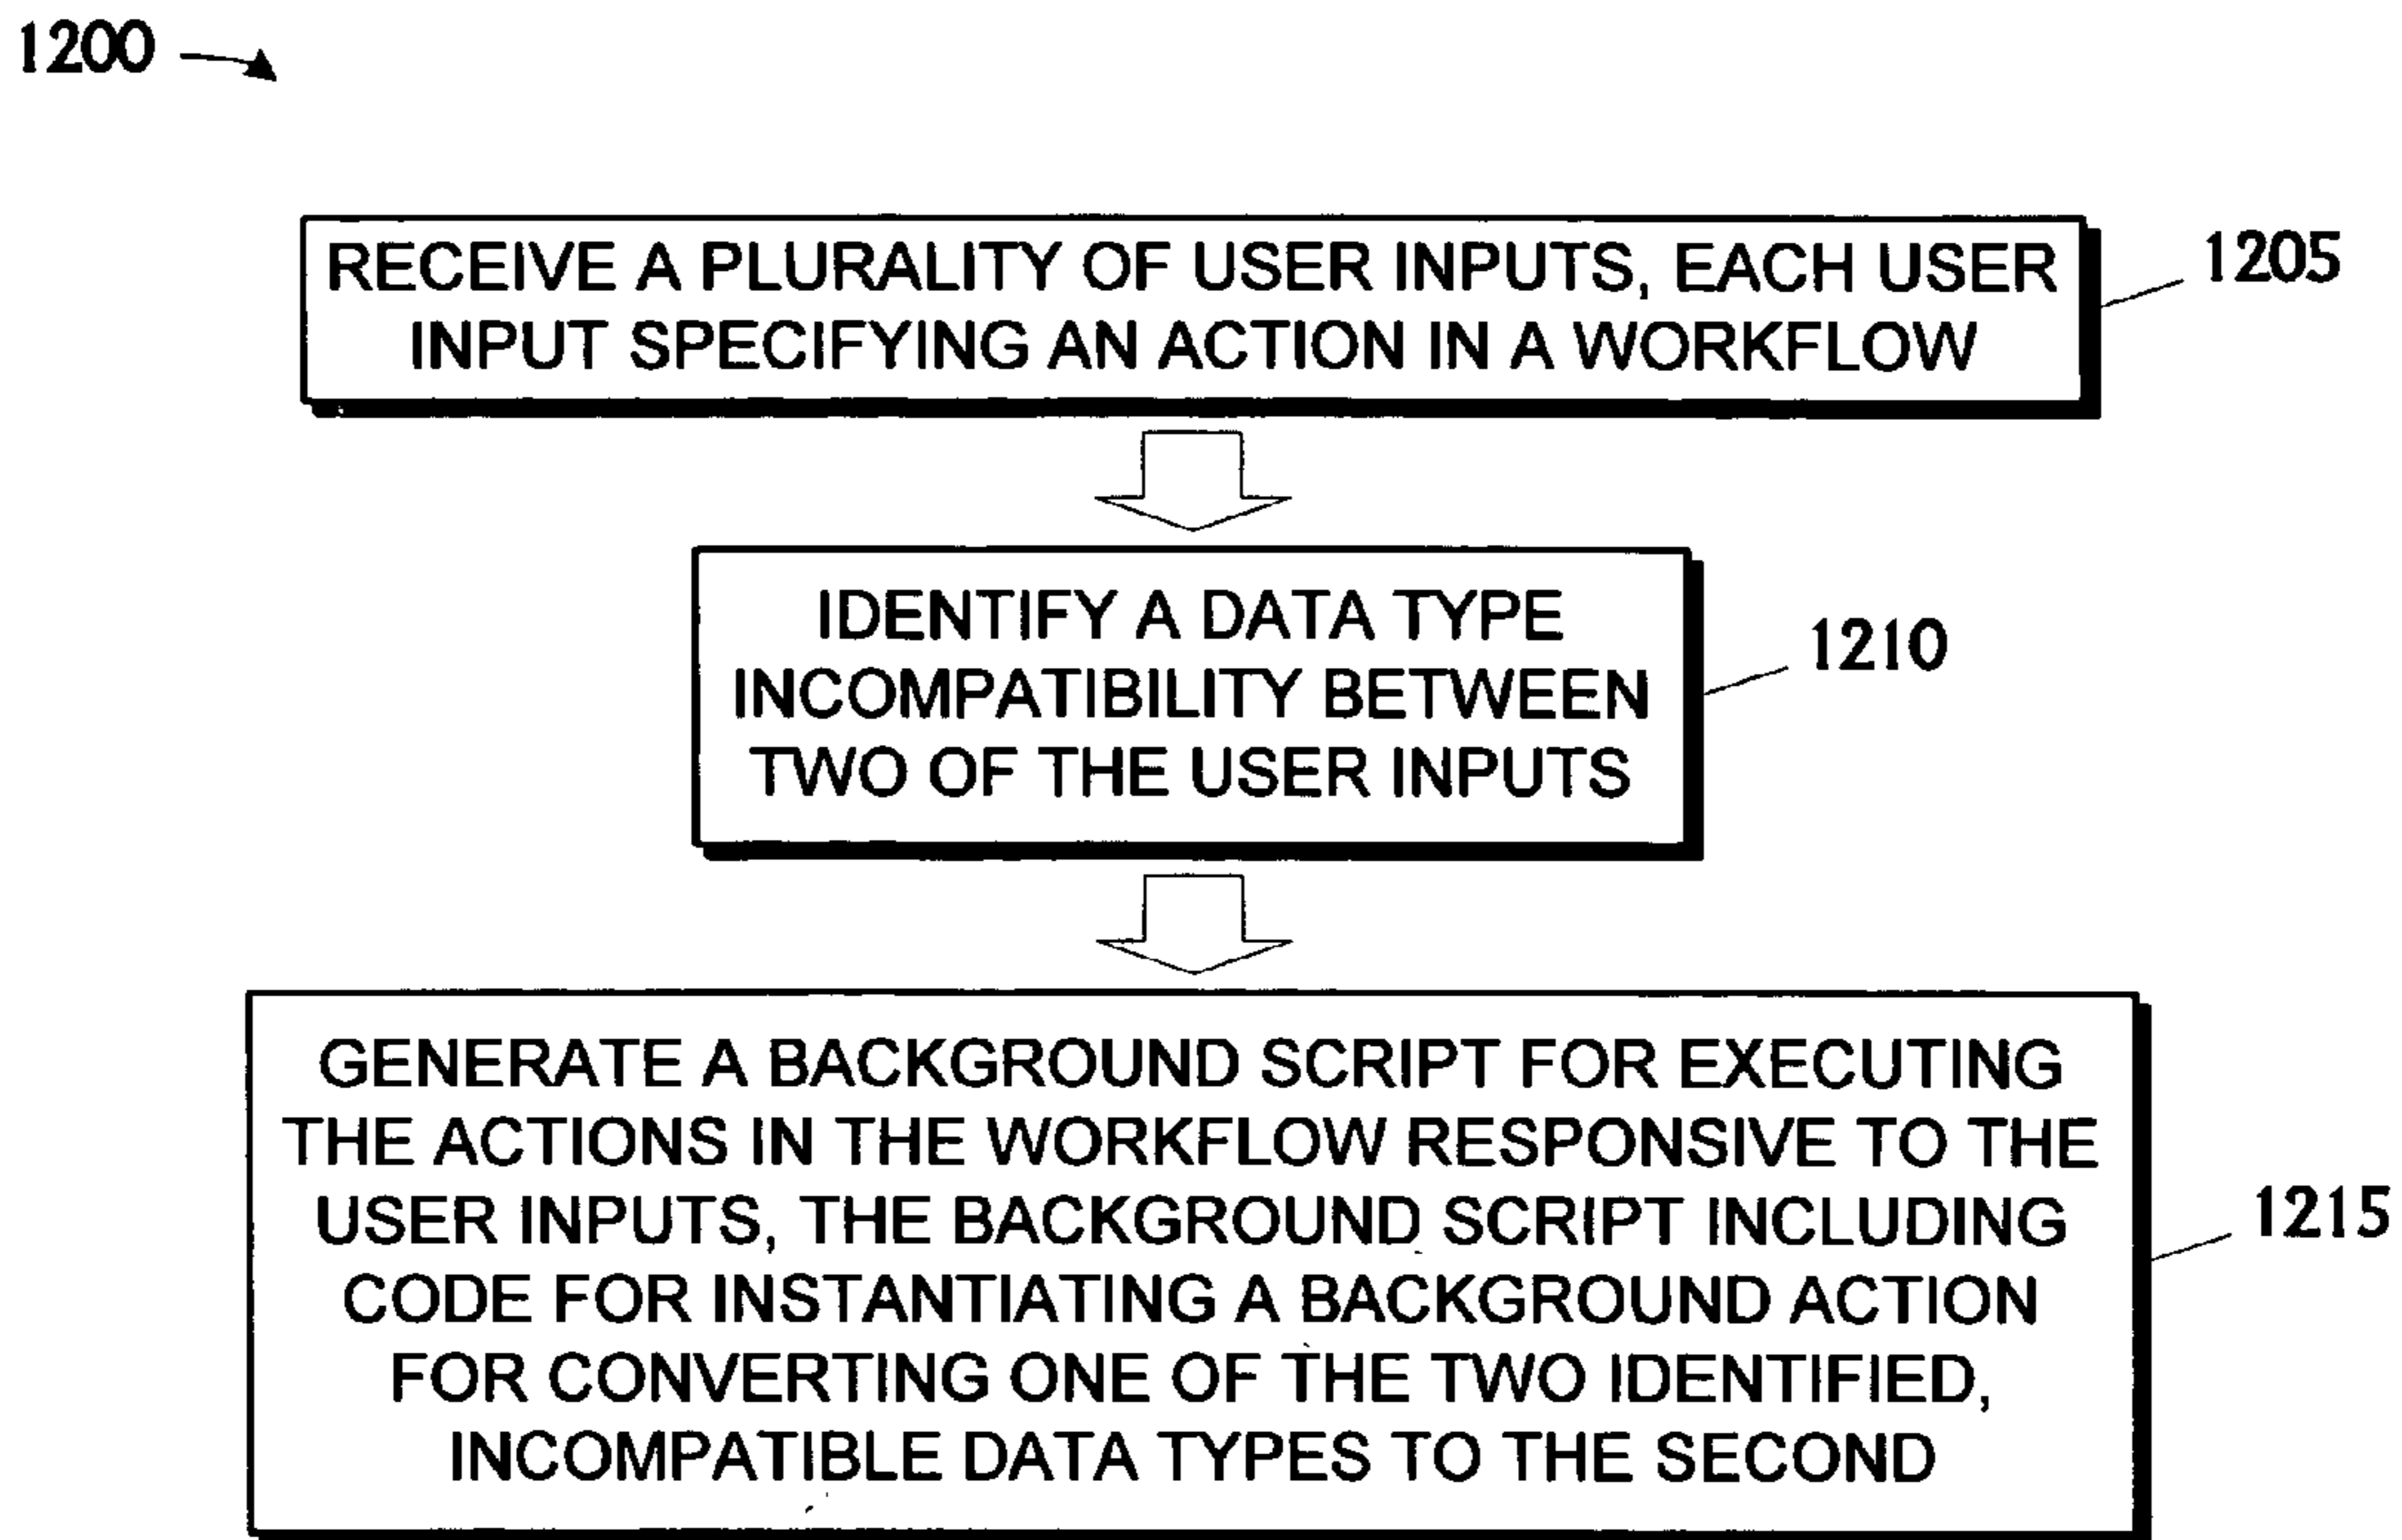 1200
RECEIVE A PLURALITY OF USER INPUTS, EACH USER
INPUT SPECIFYING AN ACTION IN A WORKFLOW
1205
IDENTIFY A DATA TYPE
INCOMPATIBILITY BETWEEN
TWO OF THE USER INPUTS
1210
GENERATE A BACKGROUND SCRIPT FOR EXECUTING
THE ACTIONS IN THE WORKFLOW RESPONSIVE TO THE
USER INPUTS, THE BACKGROUND SCRIPT INCLUDING
CODE FOR INSTANTIATING A BACKGROUND ACTION
FOR CONVERTING ONE OF THE TWO IDENTIFIED,
INCOMPATIBLE DATA TYPES TO THE SECOND
1215